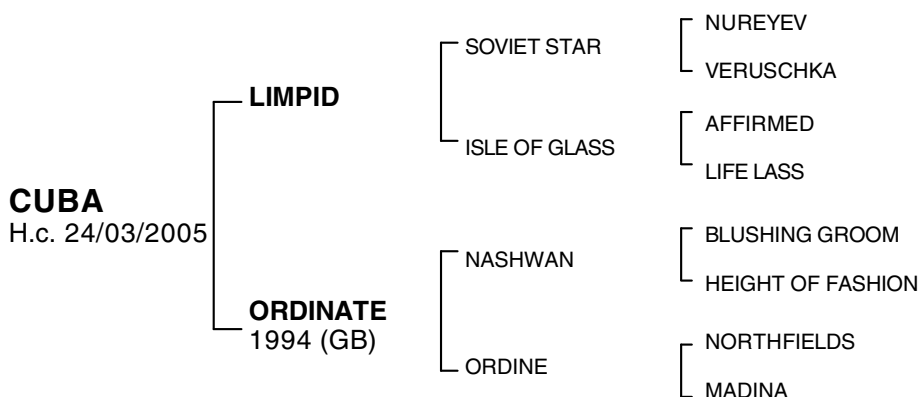 CUBA
H.c. 24/03/2005
LIMPID
ORDINATE
1994 (GB)
SOVIET STAR
ISLE OF GLASS
NASHWAN
ORDINE
NUREYEV
VERUSCHKA
AFFIRMED
LIFE LASS
BLUSHING GROOM
HEIGHT OF FASHION
NORTHFIELDS
MADINA